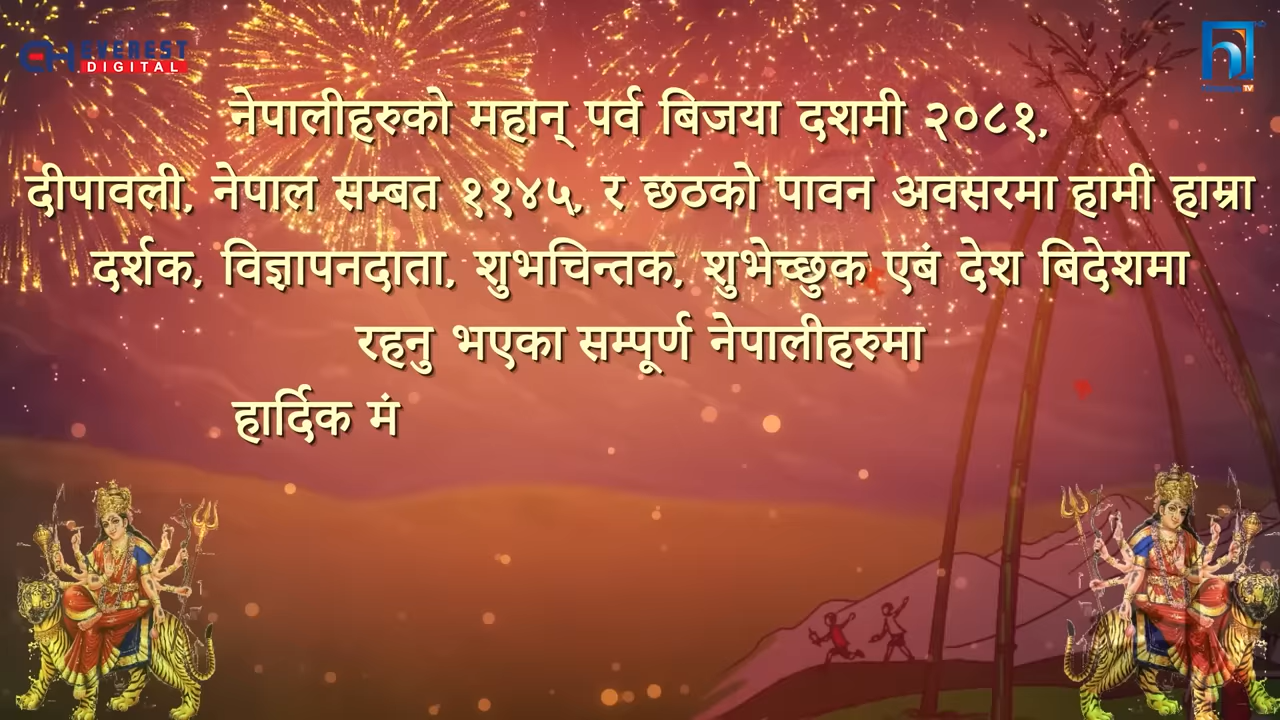 EVEREST
DIGITAL
नेपालीहरुको महान् पर्व बिजया दशमी २०८१,
दीपावली, नेपाल सम्बत ११४५, र छठको पावन अवसरमा हामी हाम्रा
दर्शक, विज्ञापनदाता, शुभचिन्तक, शुभेच्छुक एबं देश बिदेशमा
रहनु भएका सम्पूर्ण नेपालीहरुमा
हार्दिक मं